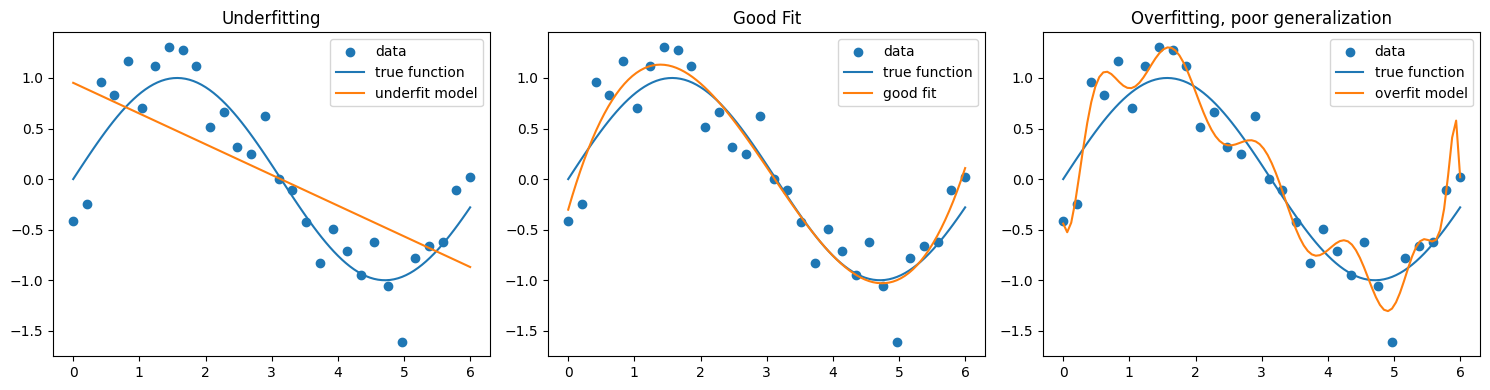 Underfitting
data
true function
underfit model
1.0
0.5
0.0
−0.5
−1.0
−1.5
0 1 2 3 4 5 6
Good Fit
data
true function
good fit
1.0
0.5
0.0
−0.5
−1.0
−1.5
0 1 2 3 4 5 6
Overfitting, poor generalization
data
true function
overfit model
1.0
0.5
0.0
−0.5
−1.0
−1.5
0 1 2 3 4 5 6